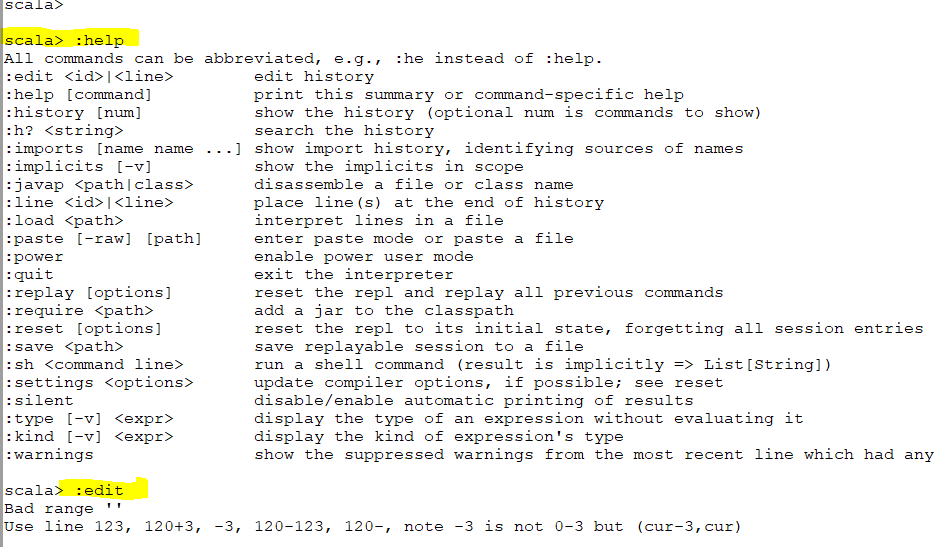 scala>
scala> :help
All commands can be abbreviated, e.g., :he instead of :help.
:edit <id>|<line> edit history
:help [command] print this summary or command-specific help
:history [num] show the history (optional num is commands to show)
:h? <string> search the history
:imports [name name ...] show import history, identifying sources of names
:implicits [-v] show the implicits in scope
:javap <path|class> disassemble a file or class name
:line <id>|<line> place line(s) at the end of history
:load <path> interpret lines in a file
:paste [-raw] [path] enter paste mode or paste a file
:power enable power user mode
:quit exit the interpreter
:replay [options] reset the repl and replay all previous commands
:require <path> add a jar to the classpath
:reset [options] reset the repl to its initial state, forgetting all session entries
:save <path> save replayable session to a file
:sh <command line> run a shell command (result is implicitly => List[String])
:settings <options> update compiler options, if possible; see reset
:silent disable/enable automatic printing of results
:type [-v] <expr> display the type of an expression without evaluating it
:kind [-v] <expr> display the kind of expression's type
:warnings show the suppressed warnings from the most recent line which had any
scala> :edit
Bad range ''
Use line 123, 120+3, -3, 120-123, 120-, note -3 is not 0-3 but (cur-3,cur)